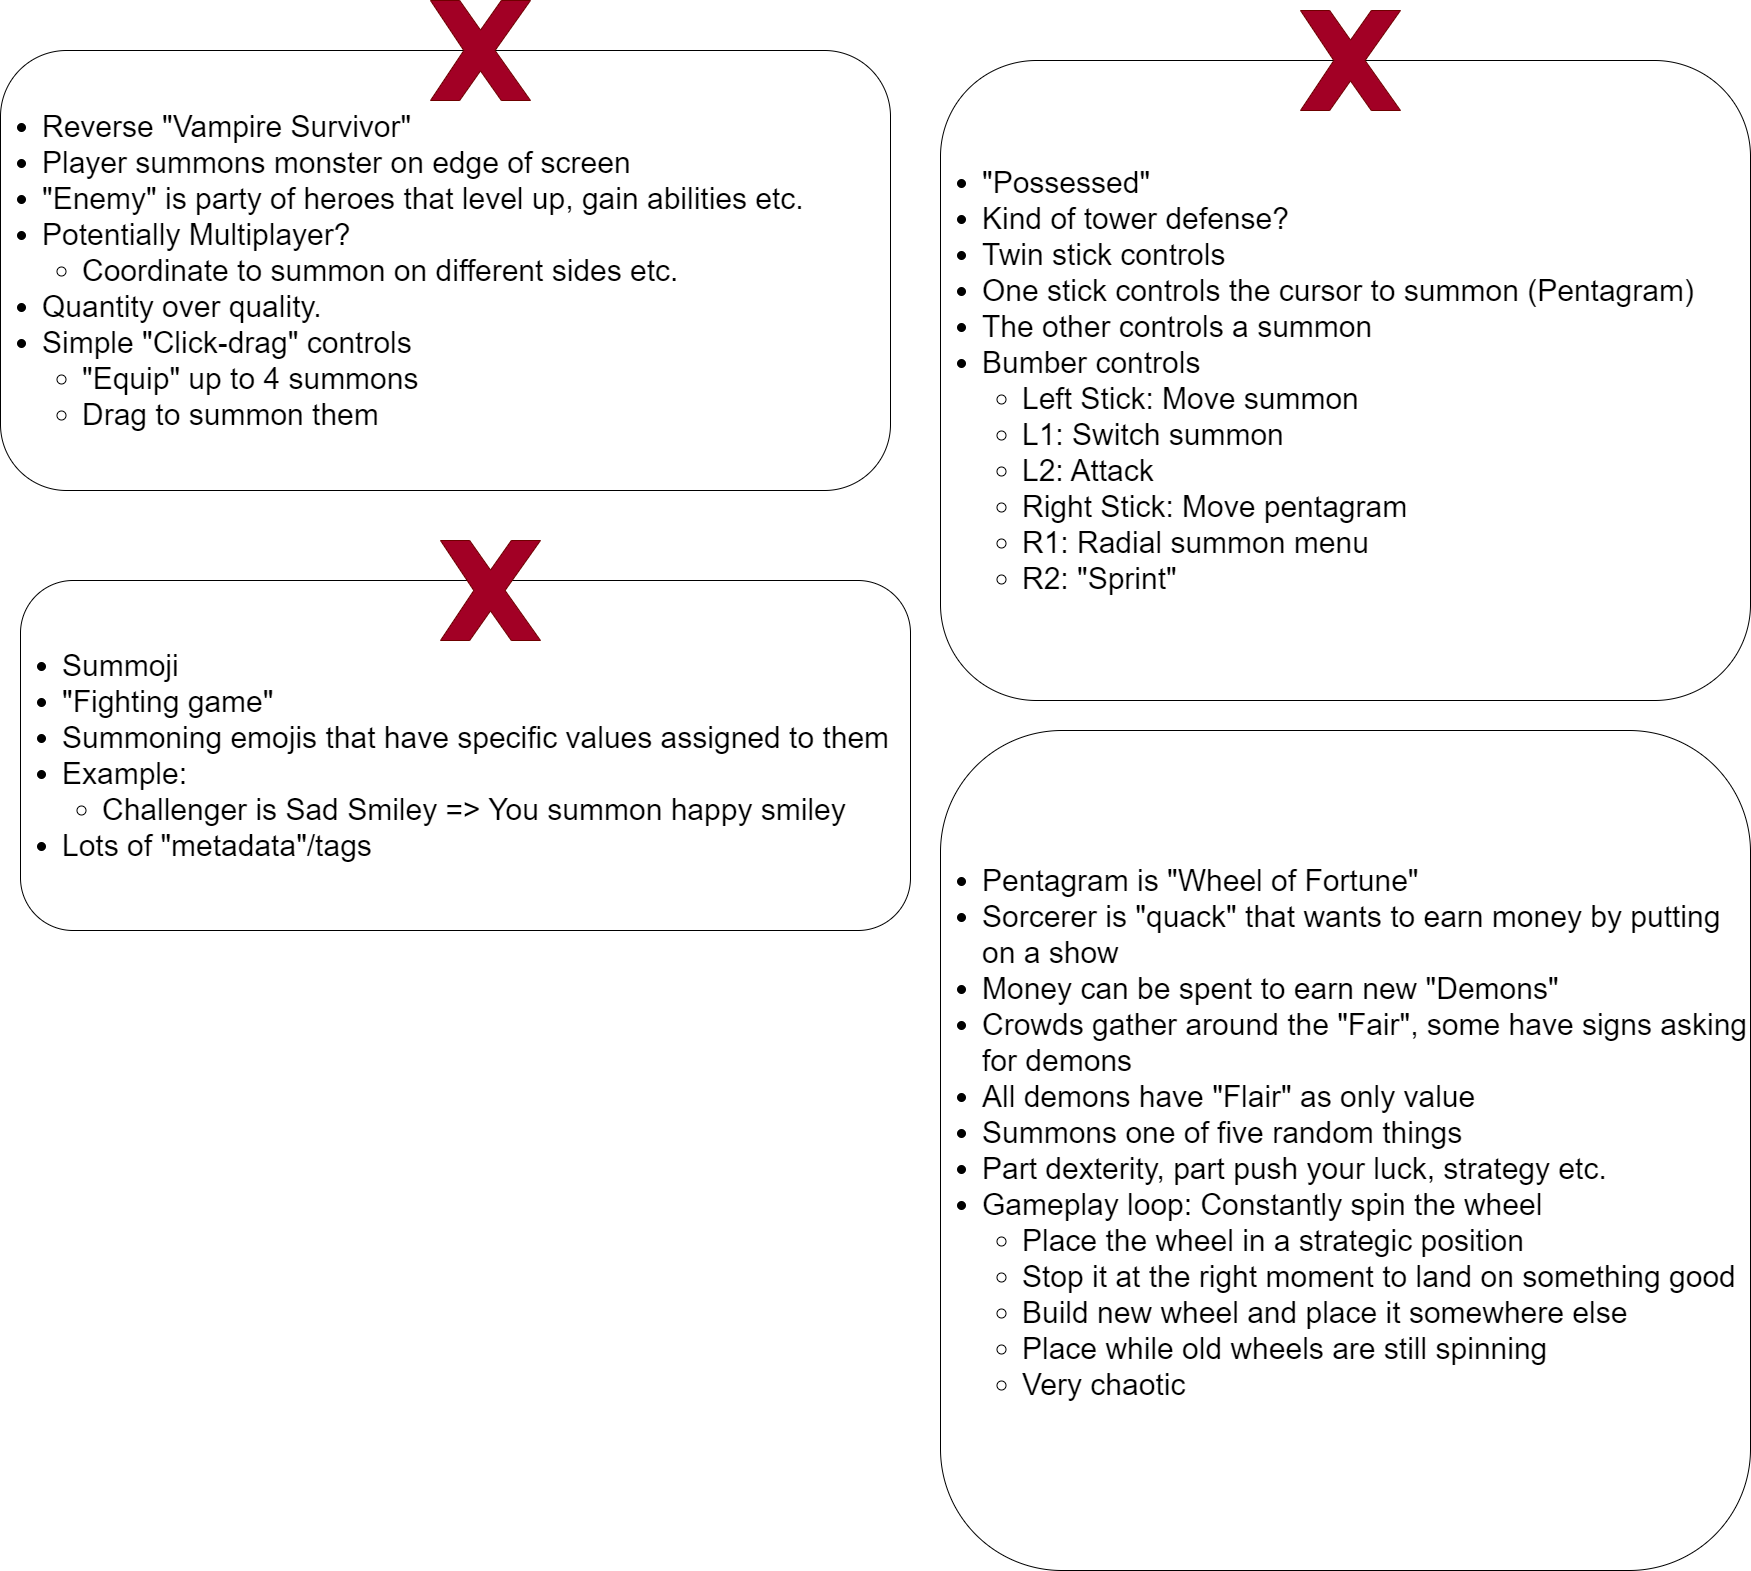 Reverse "Vampire Survivor"
Player summons monster on edge of screen
"Enemy" is party of heroes that level up, gain abilities etc.
Potentially Multiplayer?
Coordinate to summon on different sides etc.
Quantity over quality.
Simple "Click-drag" controls
"Equip" up to 4 summons
Drag to summon them
"Possessed"
Kind of tower defense?
Twin stick controls
One stick controls the cursor to summon (Pentagram)
The other controls a summon
Bumber controls
Left Stick: Move summon
L1: Switch summon
L2: Attack
Right Stick: Move pentagram
R1: Radial summon menu
R2: "Sprint"
Summoji
"Fighting game"
Summoning emojis that have specific values assigned to them
Example:
Challenger is Sad Smiley => You summon happy smiley
Lots of "metadata"/tags
Pentagram is "Wheel of Fortune"
Sorcerer is "quack" that wants to earn money by putting
on a show
Money can be spent to earn new "Demons"
Crowds gather around the "Fair", some have signs asking
for demons
All demons have "Flair" as only value
Summons one of five random things
Part dexterity, part push your luck, strategy etc.
Gameplay loop: Constantly spin the wheel
Place the wheel in a strategic position
Stop it at the right moment to land on something good
Build new wheel and place it somewhere else
Place while old wheels are still spinning
Very chaotic